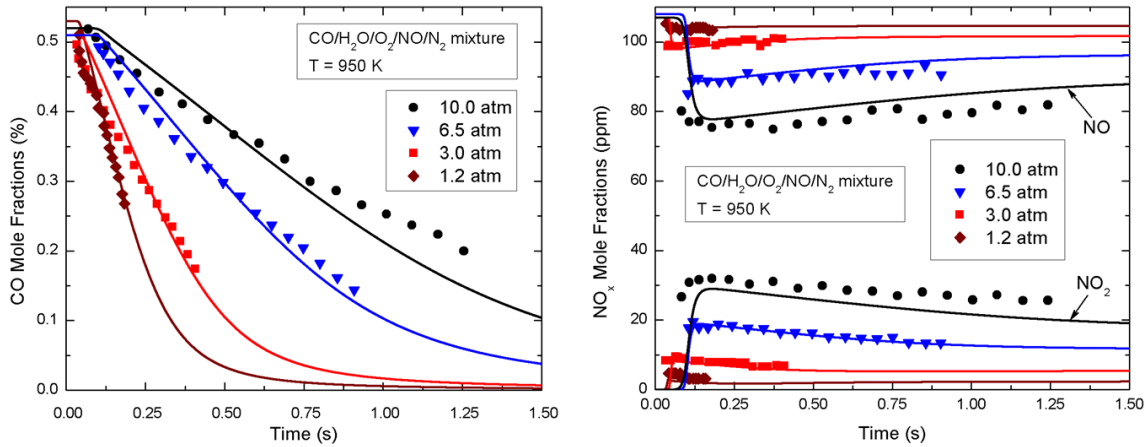 CO/H2O/O2/NO/N2 mixture
T = 950 K
10.0 atm
6.5 atm
3.0 atm
1.2 atm
CO Mole Fractions (%)
0.5
0.4
0.3
0.2
0.1
0.0
0.00 0.25 0.50 0.75 1.00 1.25 1.50
Time (s)
NOx Mole Fractions (ppm)
100
80
60
40
20
0
NO
CO/H2O/O2/NO/N2 mixture
T = 950 K
10.0 atm
6.5 atm
3.0 atm
1.2 atm
NO2
0.00 0.25 0.50 0.75 1.00 1.25 1.50
Time (s)